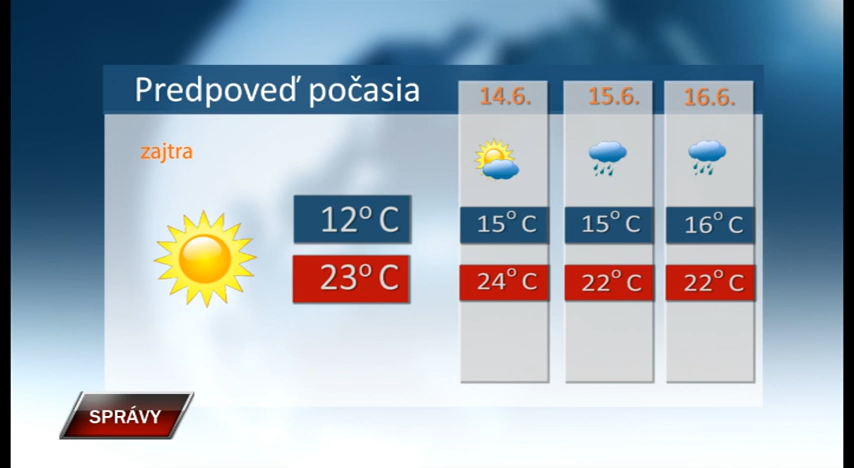 Predpoveď počasia
zajtra
12° C
23° C
14.6.
15° C
24° C
15.6.
15° C
22° C
16.6.
16° C
22° C
SPRÁVY